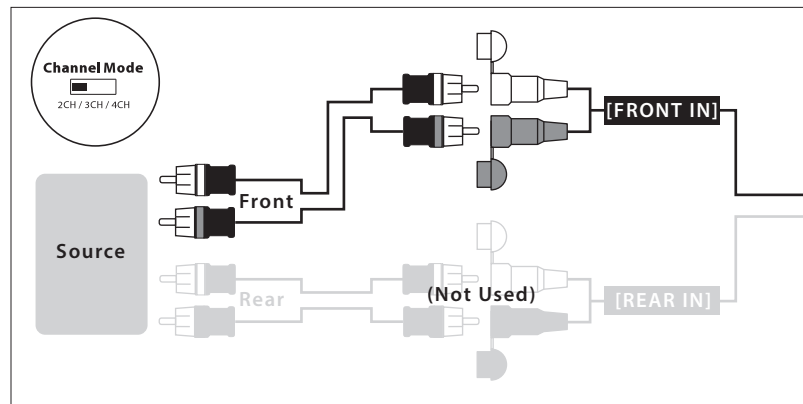 Channel Mode
2CH / 3CH / 4CH
[FRONT IN]
Front
Source
Rear
(Not Used)
[REAR IN]